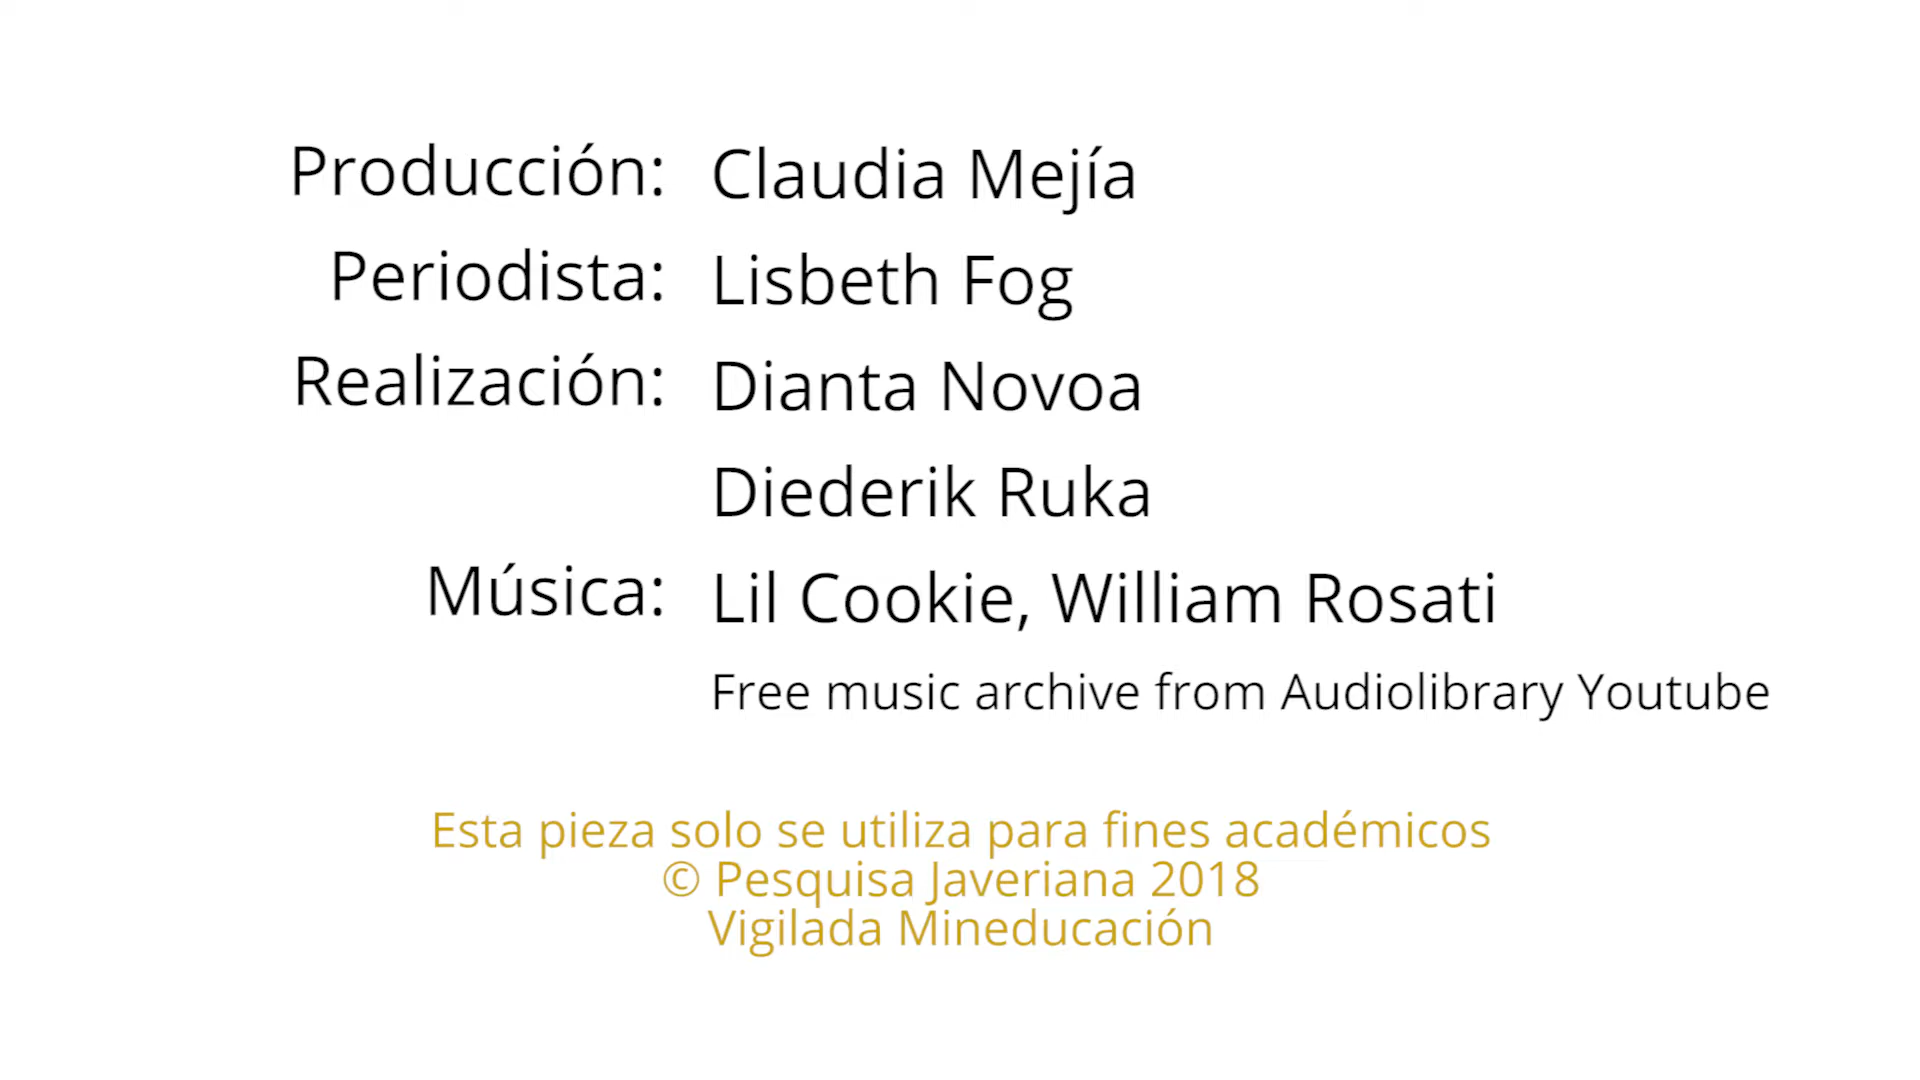 Producción: Claudia Mejía
Periodista: Lisbeth Fog
Realización: Dianta Novoa
Diederik Ruka
Música: Lil Cookie, William Rosati
Free music archive from Audiolibrary Youtube
Esta pieza solo se utiliza para fines académicos
© Pesquisa Javeriana 2018
Vigilada Mineducación